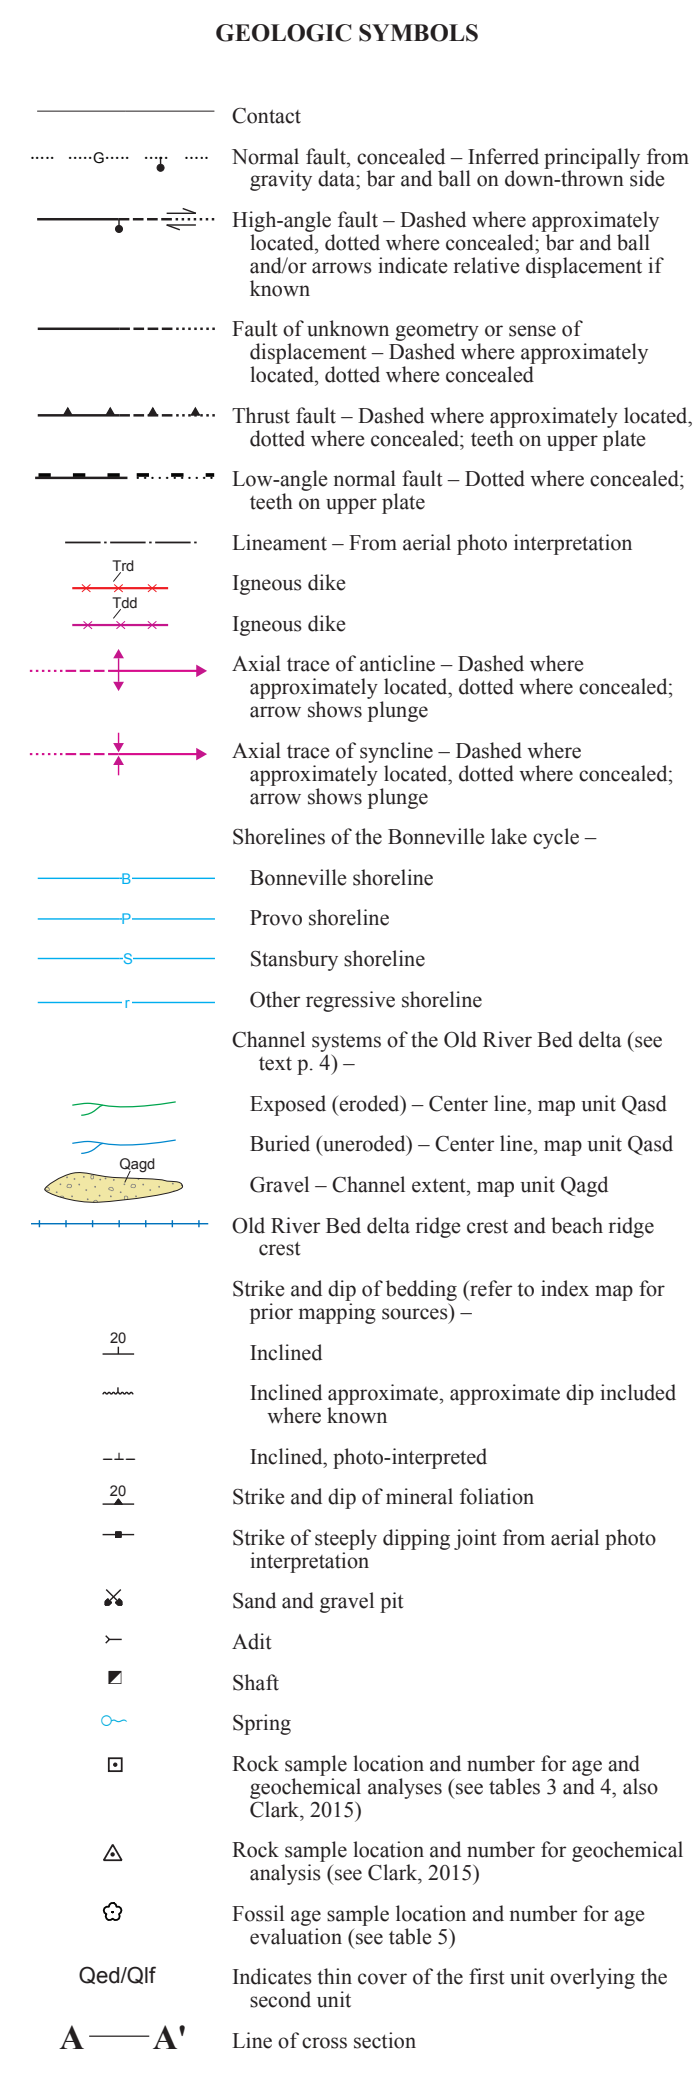 GEOLOGIC SYMBOLS
Contact
G
Normal fault, concealed – Inferred principally from
gravity data; bar and ball on down-thrown side
High-angle fault – Dashed where approximately
located, dotted where concealed; bar and ball
and/or arrows indicate relative displacement if
known
Fault of unknown geometry or sense of
displacement – Dashed where approximately
located, dotted where concealed
Thrust fault – Dashed where approximately located,
dotted where concealed; teeth on upper plate
Low-angle normal fault – Dotted where concealed;
teeth on upper plate
Lineament – From aerial photo interpretation
Trd
Igneous dike
Tdd
Igneous dike
Axial trace of anticline – Dashed where
approximately located, dotted where concealed;
arrow shows plunge
Axial trace of syncline – Dashed where
approximately located, dotted where concealed;
arrow shows plunge
Shorelines of the Bonneville lake cycle –
B Bonneville shoreline
P Provo shoreline
S Stansbury shoreline
r Other regressive shoreline
Channel systems of the Old River Bed delta (see
text p. 4) –
Exposed (eroded) – Center line, map unit Qasd
Buried (uneroded) – Center line, map unit Qasd
Qagd
Gravel – Channel extent, map unit Qagd
Old River Bed delta ridge crest and beach ridge
crest
Strike and dip of bedding (refer to index map for
prior mapping sources) –
20
Inclined
Inclined approximate, approximate dip included
where known
Inclined, photo-interpreted
20
Strike and dip of mineral foliation
Strike of steeply dipping joint from aerial photo
interpretation
Sand and gravel pit
Adit
Shaft
Spring
Rock sample location and number for age and
geochemical analyses (see tables 3 and 4, also
Clark, 2015)
Rock sample location and number for geochemical
analysis (see Clark, 2015)
Fossil age sample location and number for age
evaluation (see table 5)
Qed/Qlf Indicates thin cover of the first unit overlying the
second unit
A A' Line of cross section